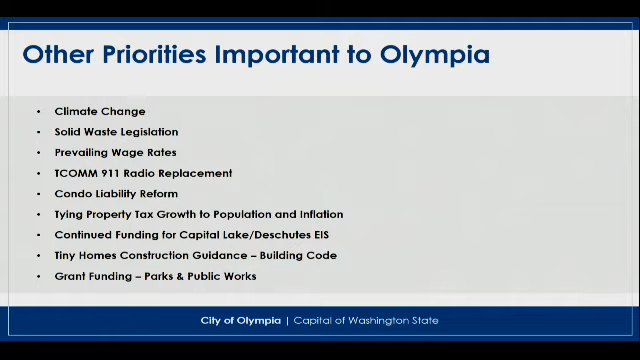 Other Priorities Important to Olympia
• Climate Change
• Solid Waste Legislation
• Prevailing Wage Rates
• TCOMM 911 Radio Replacement
• Condo Liability Reform
• Tying Property Tax Growth to Population and Inflation
• Continued Funding for Capital Lake/Deschutes EIS
• Tiny Homes Construction Guidance – Building Code
• Grant Funding – Parks & Public Works
City of Olympia | Capital of Washington State